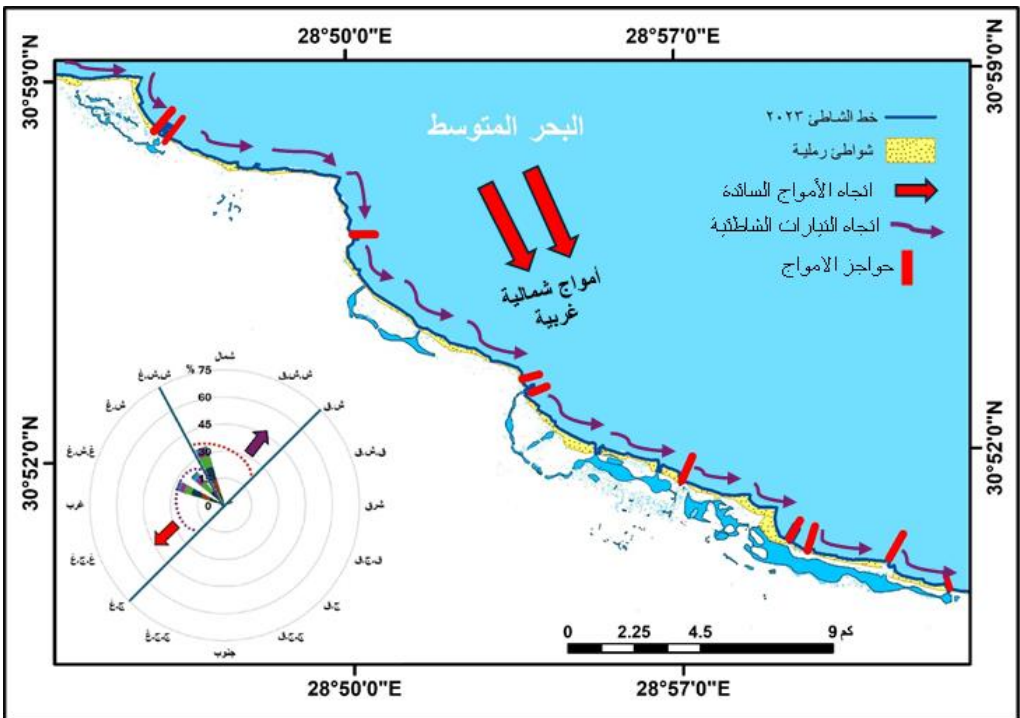 28°50'0"E
28°57'0"E
30°59'0"N
30°59'0"N
البحر المتوسط
خط الشاطئ ٢٠٢٣
شواطئ رملية
اتجاه الأمواج السائدة
اتجاه التيارات الشاطئية
حواجز الامواج
أمواج شمالية
غربية
30°52'0"N
30°52'0"N
شمال
% 75
60
45
30
15
0
ش.ش.ق
ش.ق
ق.ش.ق
شرق
ق.ج.ق
ج.ق
ج.ج.ق
جنوب
ج.ج.غ
ج.غ
غ.ج.غ
غرب
غ.ش.غ
ش.غ
ش.ش.غ
0 2.25 4.5 9 كم
28°50'0"E
28°57'0"E